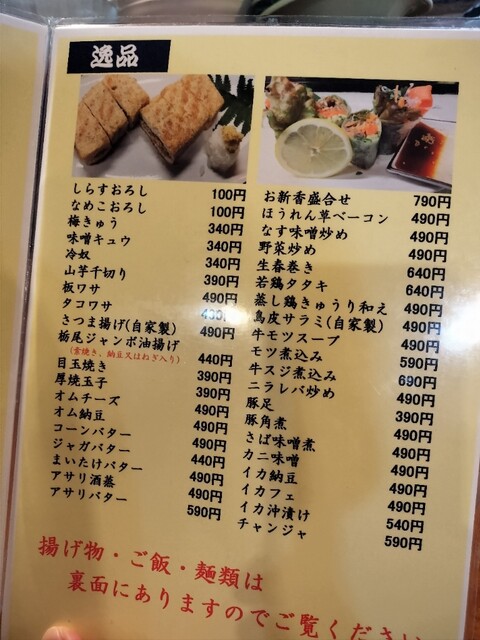 逸品
しらすおろし 100円
なめこおろし 100円
梅きゅう 340円
味噌キュウ 340円
冷奴 340円
山芋千切り 390円
板ワサ 490円
タコワサ 430円
さつま揚げ(自家製) 490円
栃尾ジャンボ油揚げ
(素焼き、納豆又はねぎ入り) 440円
目玉焼き 390円
厚焼玉子 390円
オムチーズ 490円
オム納豆 490円
コーンバター 490円
ジャガバター 440円
まいたけバター 490円
アサリ酒蒸 490円
アサリバター 590円
お新香盛合せ 790円
ほうれん草ベーコン 490円
なす味噌炒め 490円
野菜炒め 490円
生春巻き 640円
若鶏タタキ 640円
蒸し鶏きゅうり和え 490円
鳥皮サラミ(自家製) 490円
牛モツスープ 490円
モツ煮込み 590円
牛スジ煮込み 690円
ニラレバ炒め 490円
豚足 390円
豚角煮 490円
さば味噌煮 490円
カニ味噌 490円
イカ納豆 490円
イカフェ 490円
イカ沖漬け 540円
チャンジャ 590円
揚げ物・ご飯・麺類は
裏面にありますのでご覧ください